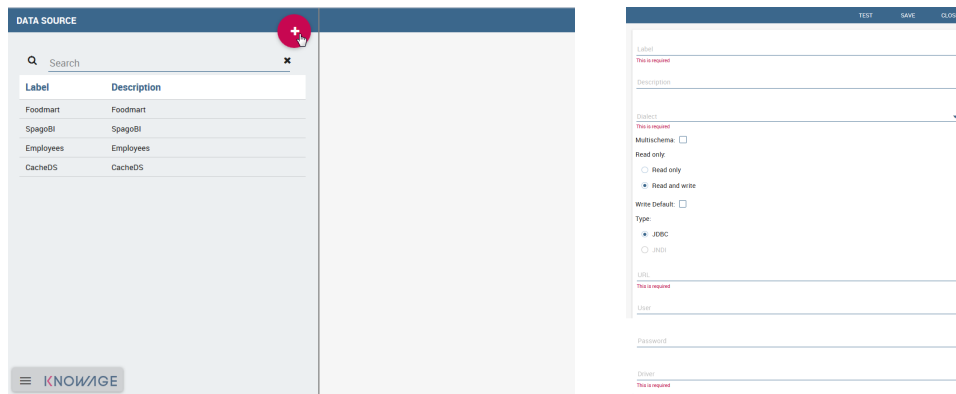 DATA SOURCE
+
Search
Label Description
Foodmart Foodmart
SpagoBI SpagoBI
Employees Employees
CacheDS CacheDS
KNOWAGE
TEST SAVE CLOS
Label
This is required
Description
Dialect
This is required
Multischema:
Read only:
Read only
Read and write
Write Default:
Type:
JDBC
JNDI
URL
This is required
User
Password
Driver
This is required